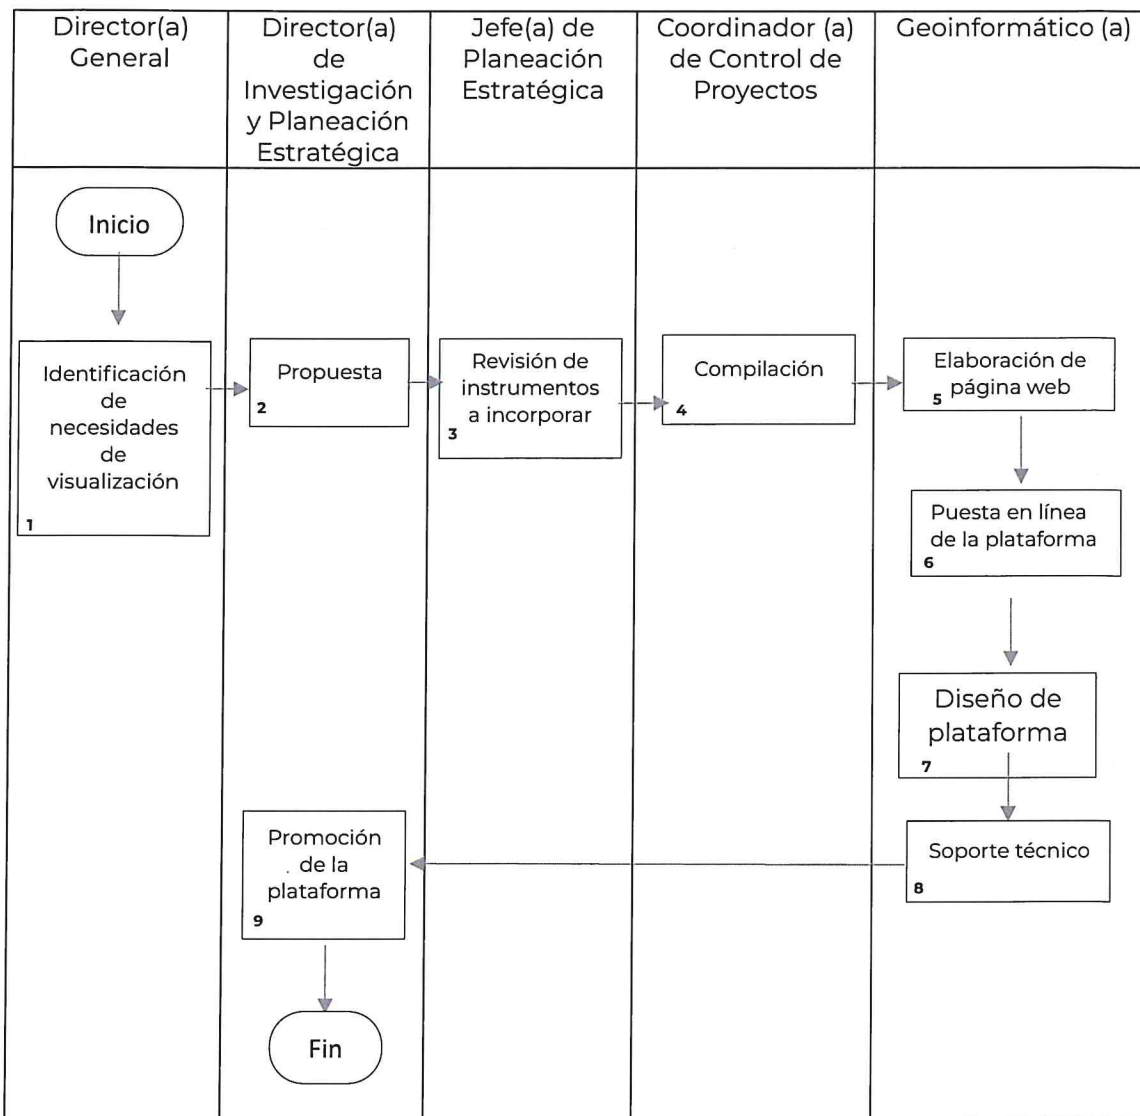 Director(a)
General
Director(a)
de
Investigación
y Planeación
Estratégica
Jefe(a) de
Planeación
Estratégica
Coordinador (a)
de Control de
Proyectos
Geoinformático (a)
Inicio
Identificación
de
necesidades
de
visualización
1
Propuesta
2
Revisión de
instrumentos
a incorporar
3
Compilación
4
Elaboración de
página web
5
Puesta en línea
de la plataforma
6
Diseño de
plataforma
7
Soporte técnico
8
Promoción
de la
plataforma
9
Fin